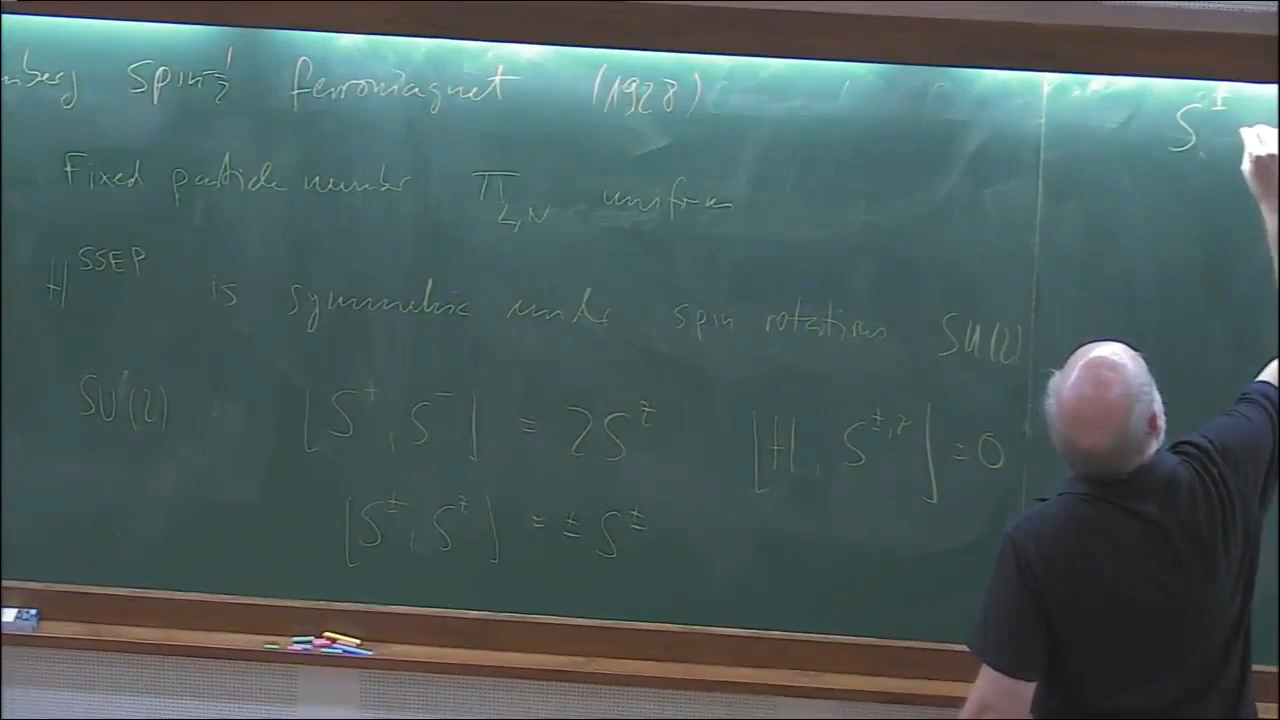 nberg Spin-1/2 ferromagnet (1928)
Fixed particle number π_{L,N} uniform
H^{SSEP} is symmetric under spin rotations SU(2)
SU(2) [S^+, S^-] = 2S^z [H, S^{±,z}] = 0
[S^±, S^z] = ± S^±
S^±